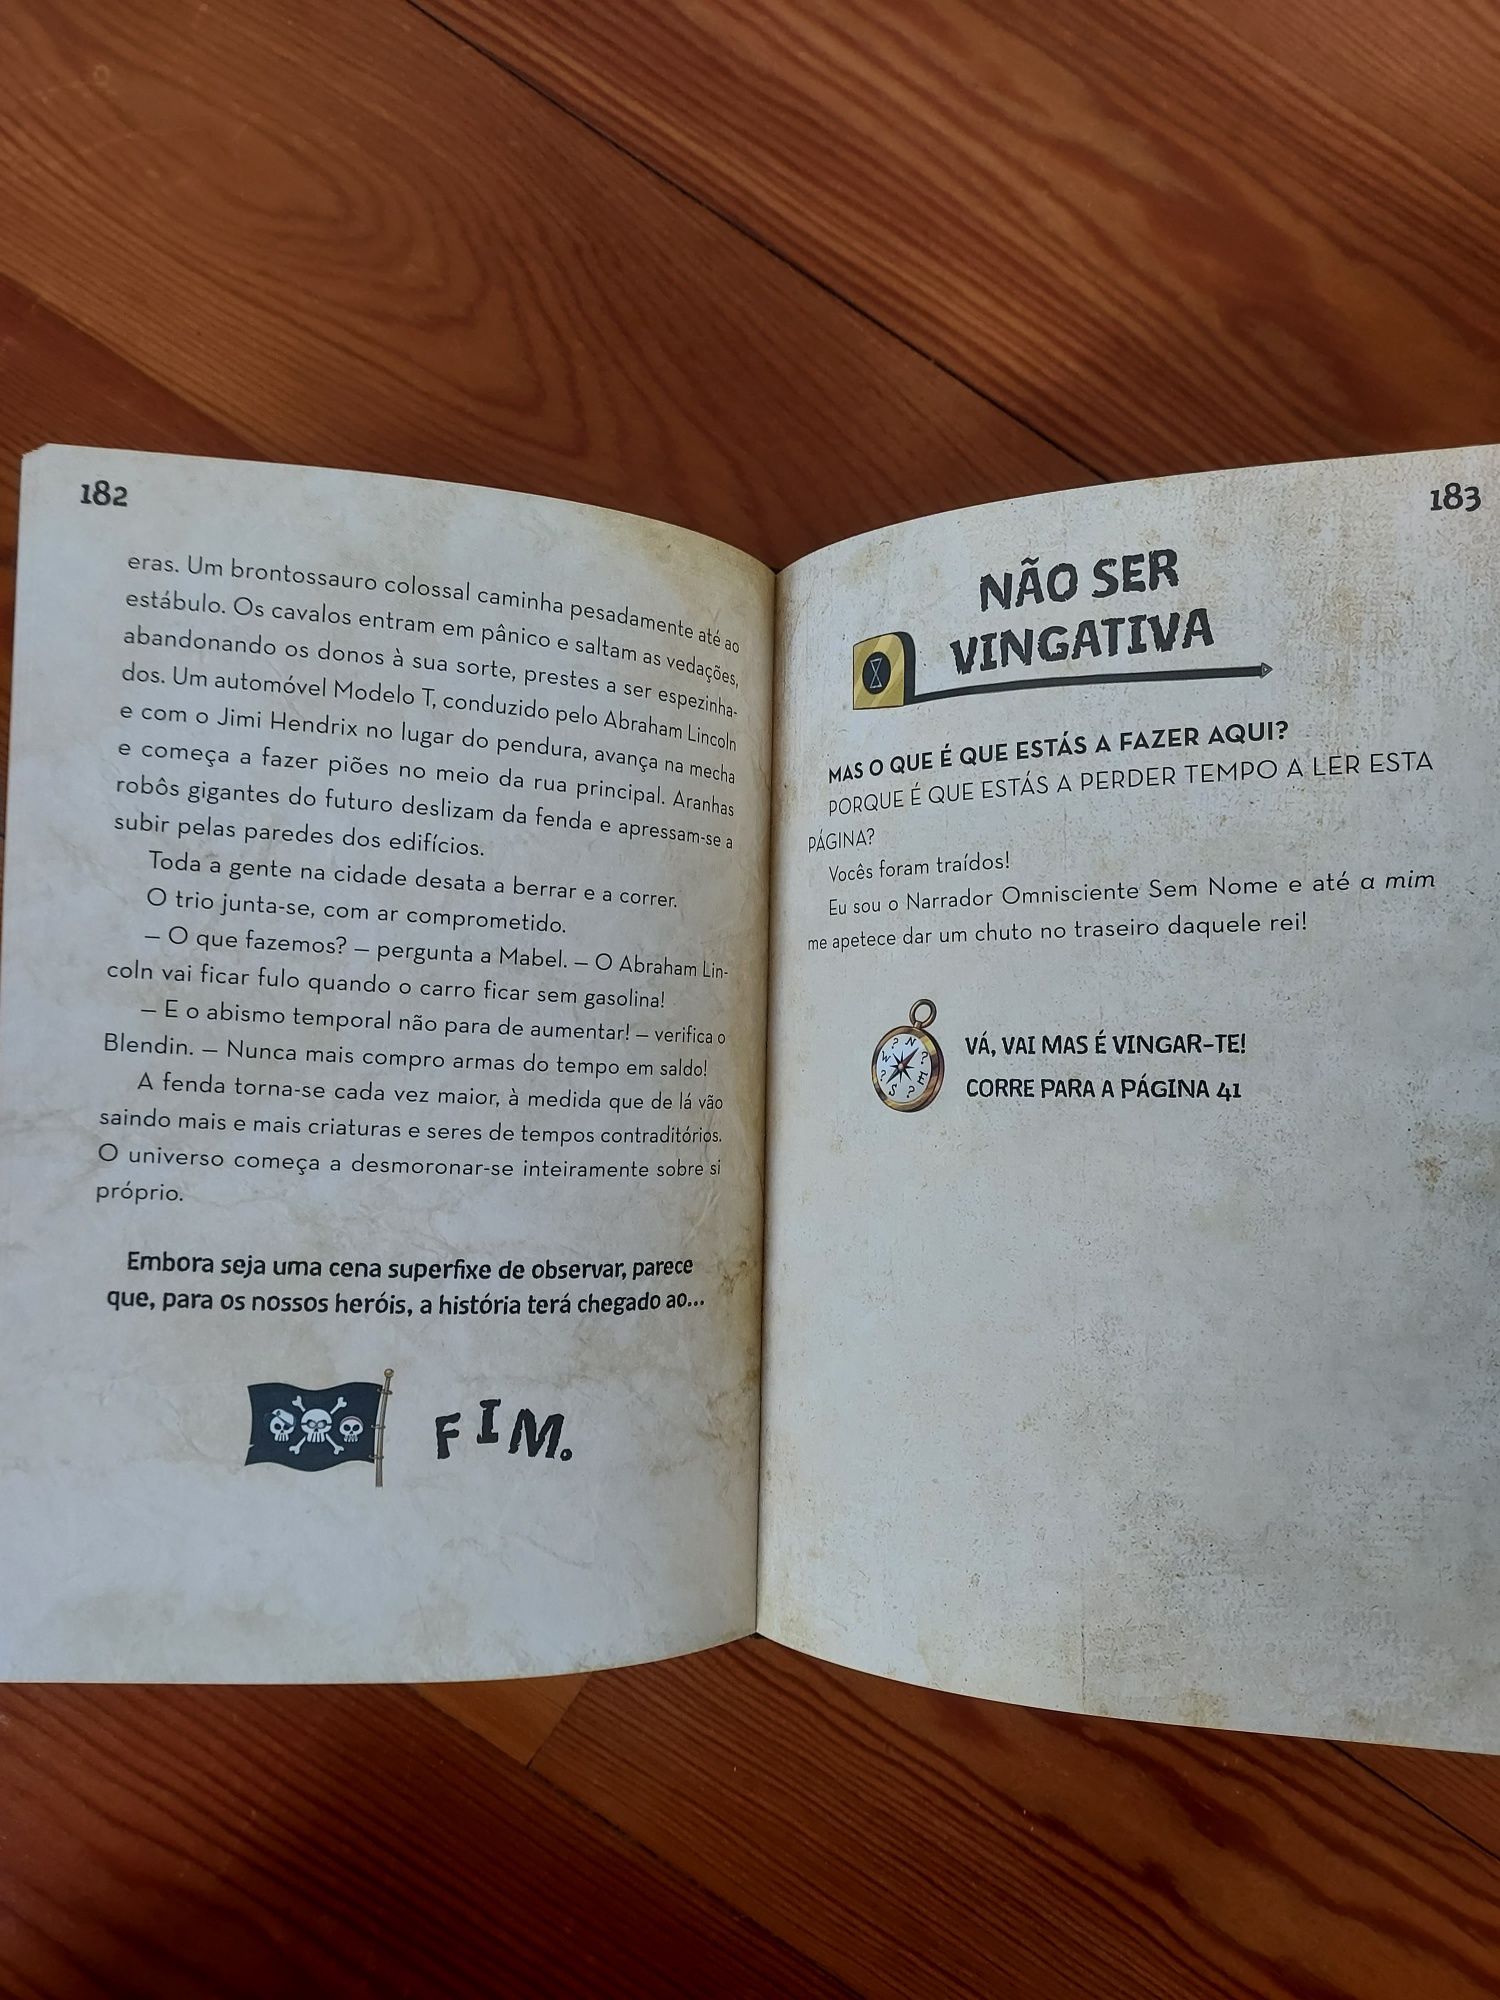 182
eras. Um brontossauro colossal caminha pesadamente até ao
estábulo. Os cavalos entram em pânico e saltam as vedações,
abandonando os donos à sua sorte, prestes a ser espezinha-
dos. Um automóvel Modelo T, conduzido pelo Abraham Lincoln
e com o Jimi Hendrix no lugar do pendura, avança na mecha
e começa a fazer piões no meio da rua principal. Aranhas
robôs gigantes do futuro deslizam da fenda e apressam-se a
subir pelas paredes dos edifícios.
Toda a gente na cidade desata a berrar e a correr.
O trio junta-se, com ar comprometido.
— O que fazemos? — pergunta a Mabel. — O Abraham Lin-
coln vai ficar fulo quando o carro ficar sem gasolina!
— E o abismo temporal não para de aumentar! — verifica o
Blendin. — Nunca mais compro armas do tempo em saldo!
A fenda torna-se cada vez maior, à medida que de lá vão
saindo mais e mais criaturas e seres de tempos contraditórios.
O universo começa a desmoronar-se inteiramente sobre si
próprio.
Embora seja uma cena superfixe de observar, parece
que, para os nossos heróis, a história terá chegado ao...
FIM.
183
NÃO SER
VINGATIVA
MAS O QUE É QUE ESTÁS A FAZER AQUI?
PORQUE É QUE ESTÁS A PERDER TEMPO A LER ESTA
PÁGINA?
Vocês foram traídos!
Eu sou o Narrador Omnisciente Sem Nome e até a mim
me apetece dar um chuto no traseiro daquele rei!
N
?
E
?
S
?
W
?
VÁ, VAI MAS É VINGAR-TE!
CORRE PARA A PÁGINA 41